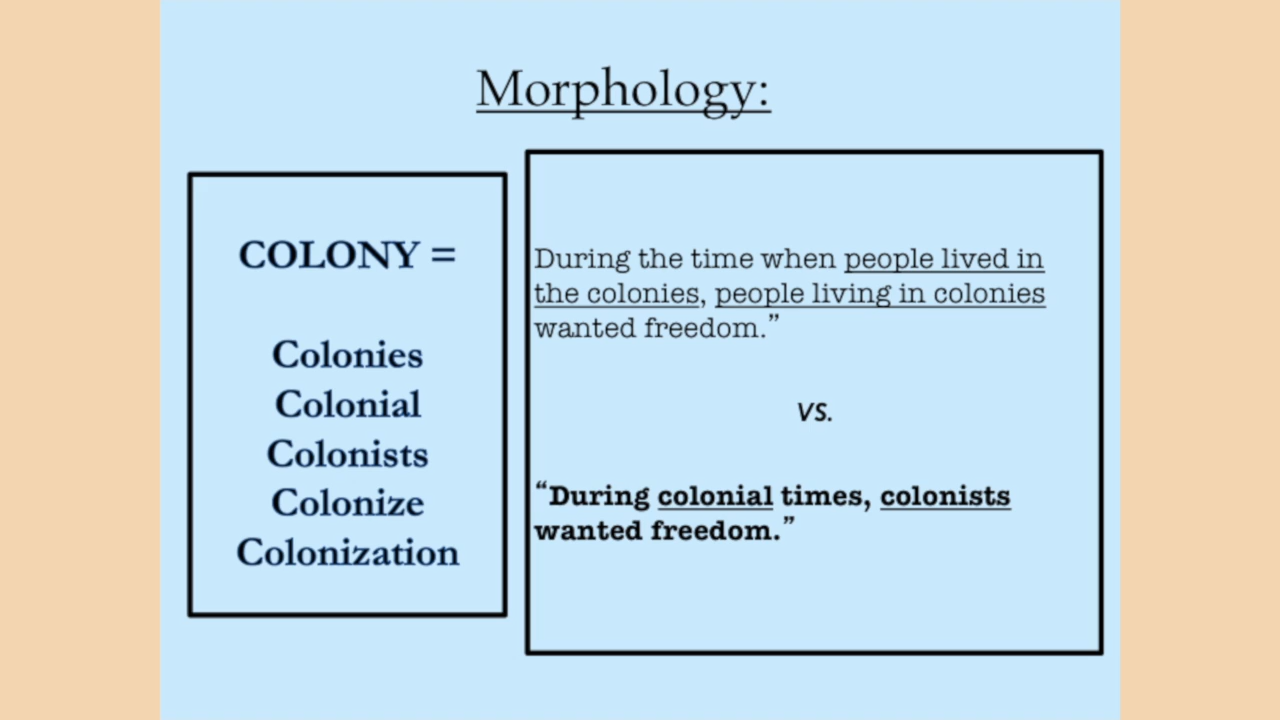 Morphology:
COLONY =
Colonies
Colonial
Colonists
Colonize
Colonization
During the time when people lived in
the colonies, people living in colonies
wanted freedom.”
vs.
“During colonial times, colonists
wanted freedom.”